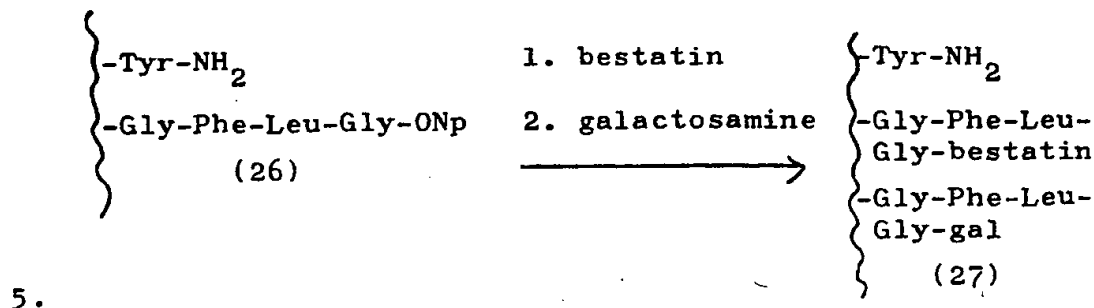 -Tyr-NH2 1. bestatin -Tyr-NH2
-Gly-Phe-Leu-Gly-ONp 2. galactosamine -Gly-Phe-Leu-
Gly-bestatin
(26) -Gly-Phe-Leu-
Gly-gal
(27)
5.